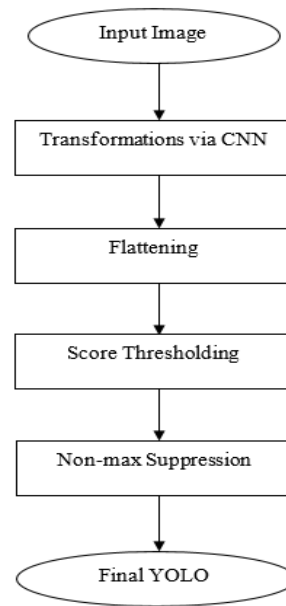 Input Image
Transformations via CNN
Flattening
Score Thresholding
Non-max Suppression
Final YOLO